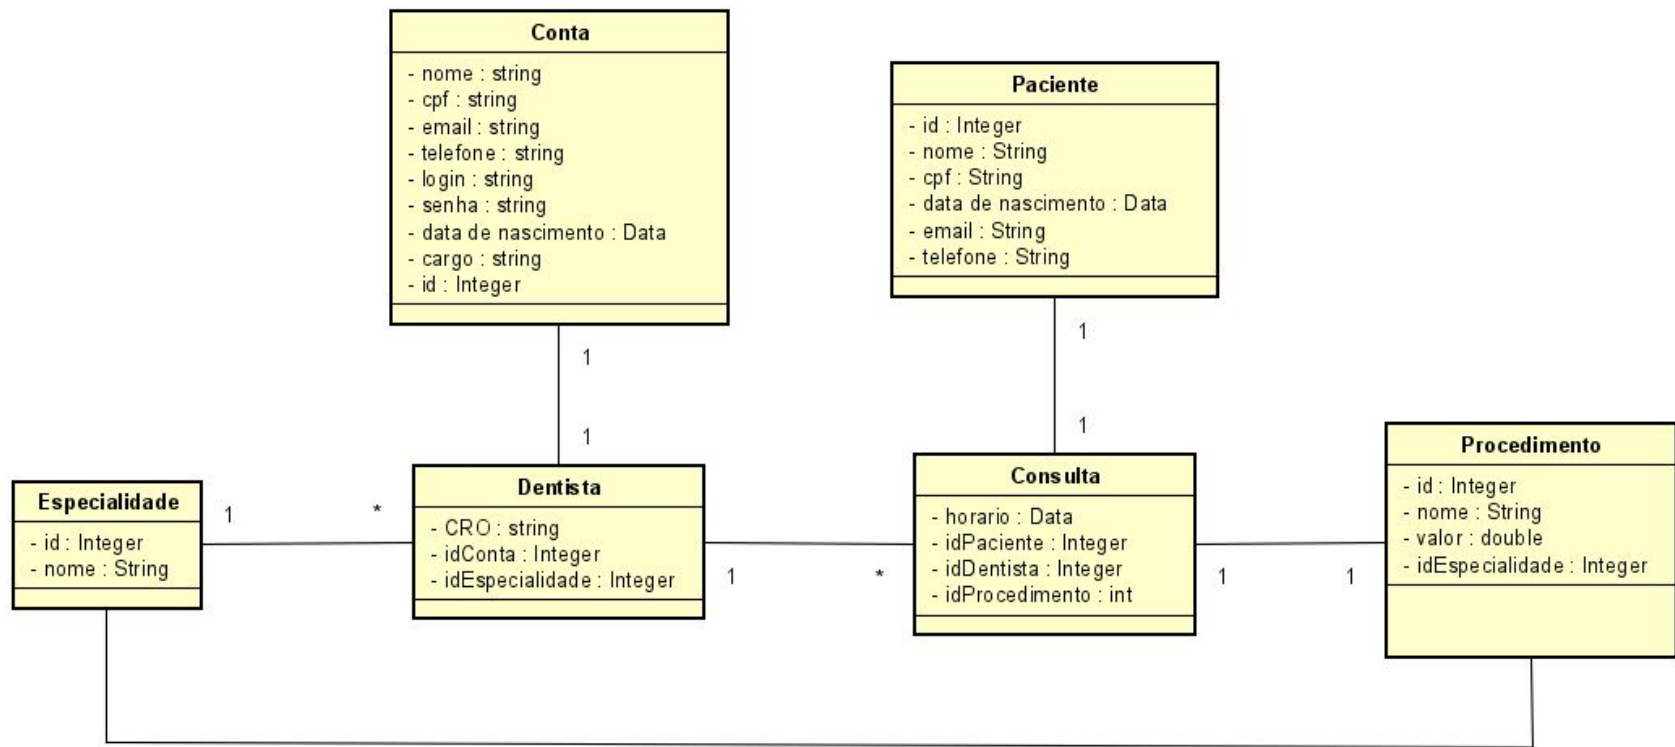 Conta
- nome : string
- cpf : string
- email : string
- telefone : string
- login : string
- senha : string
- data de nascimento : Data
- cargo : string
- id : Integer
Paciente
- id : Integer
- nome : String
- cpf : String
- data de nascimento : Data
- email : String
- telefone : String
1
1
1
1
Especialidade
- id : Integer
- nome : String
1
*
Dentista
- CRO : string
- idConta : Integer
- idEspecialidade : Integer
1
*
Consulta
- horario : Data
- idPaciente : Integer
- idDentista : Integer
- idProcedimento : int
1
1
Procedimento
- id : Integer
- nome : String
- valor : double
- idEspecialidade : Integer